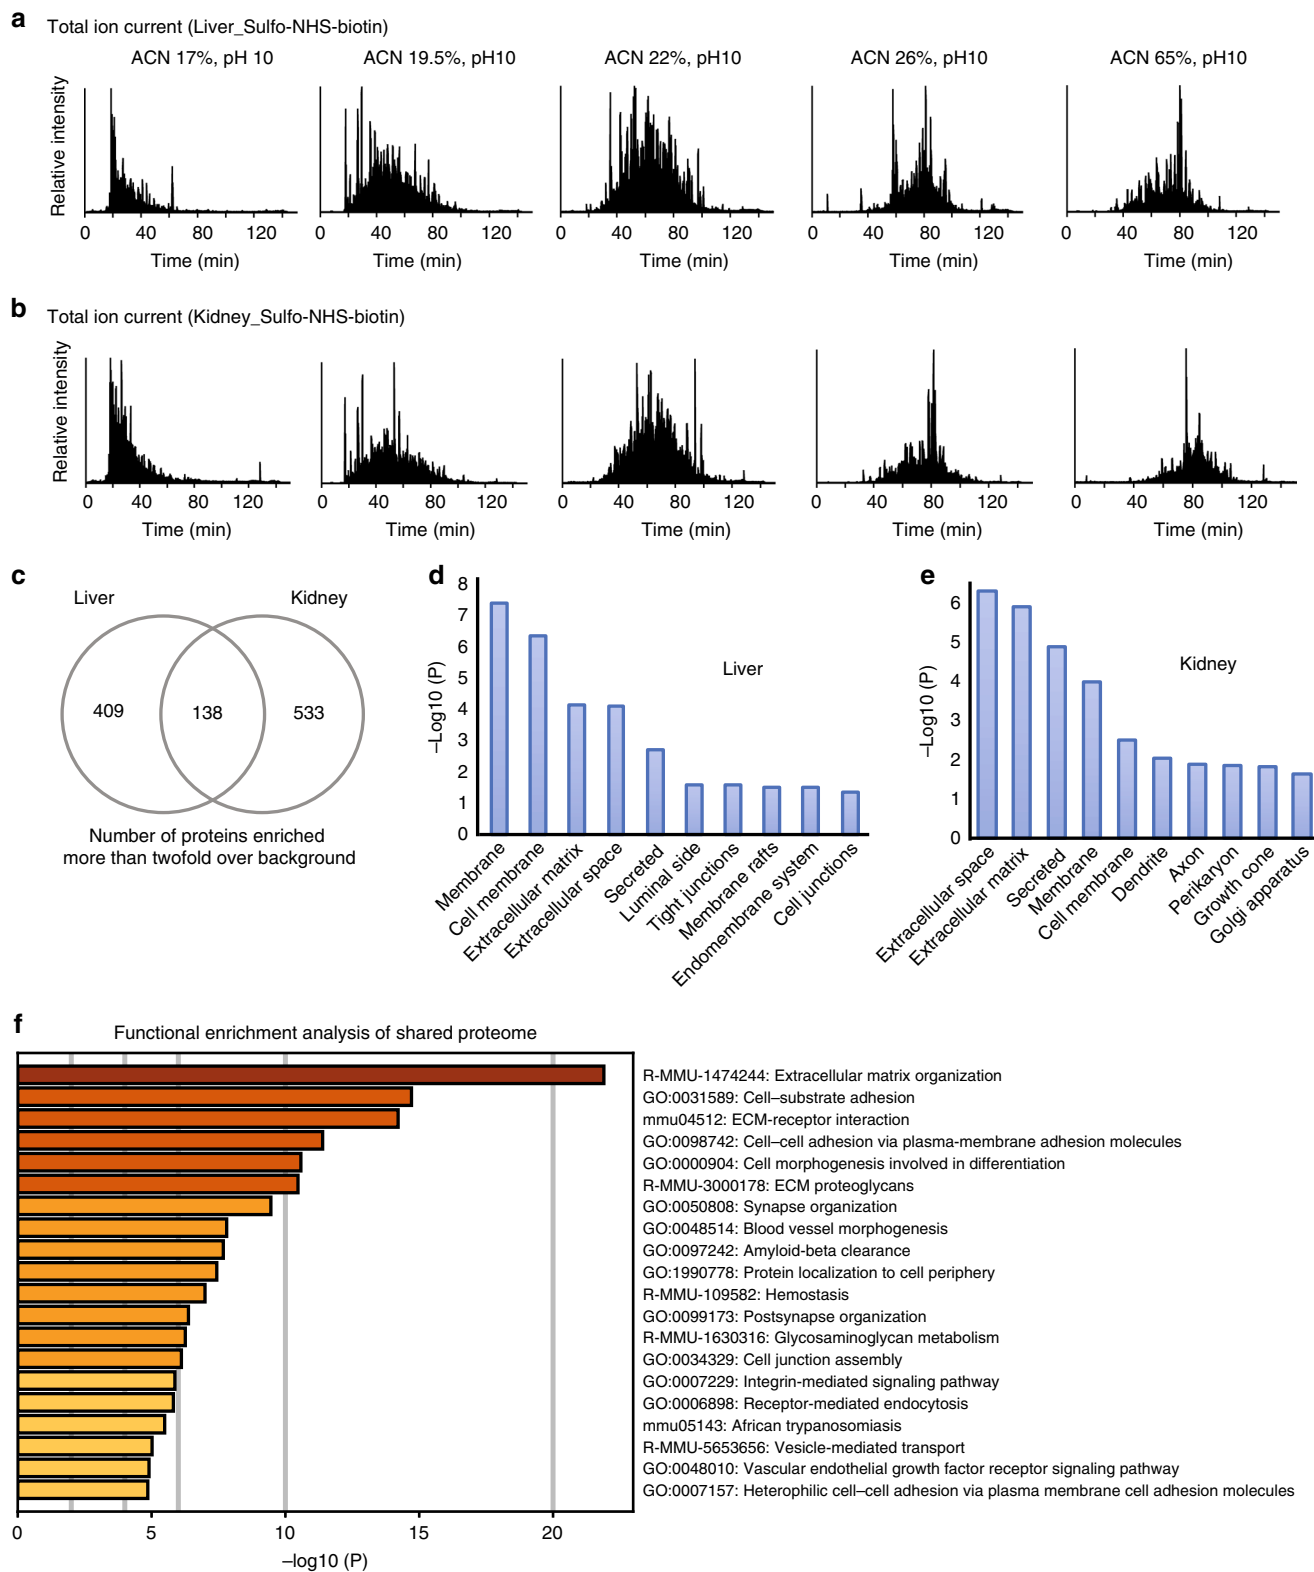 a
Total ion current (Liver_Sulfo-NHS-biotin)
ACN 17%, pH 10
ACN 19.5%, pH10
ACN 22%, pH10
ACN 26%, pH10
ACN 65%, pH10
Relative intensity
0 40 80 120
0 40 80 120
0 40 80 120
0 40 80 120
0 40 80 120
Time (min)
Time (min)
Time (min)
Time (min)
Time (min)
b
Total ion current (Kidney_Sulfo-NHS-biotin)
Relative intensity
0 40 80 120
0 40 80 120
0 40 80 120
0 40 80 120
0 40 80 120
Time (min)
Time (min)
Time (min)
Time (min)
Time (min)
c
Liver
Kidney
409
138
533
Number of proteins enriched
more than twofold over background
d
8
7
6
5
4
3
2
1
0
–Log10 (P)
Liver
Membrane
Cell membrane
Extracellular matrix
Extracellular space
Secreted
Luminal side
Tight junctions
Membrane rafts
Endomembrane system
Cell junctions
e
6
5
4
3
2
1
0
–Log10 (P)
Kidney
Extracellular space
Extracellular matrix
Secreted
Membrane
Cell membrane
Dendrite
Axon
Perikaryon
Growth cone
Golgi apparatus
f
Functional enrichment analysis of shared proteome
R-MMU-1474244: Extracellular matrix organization
GO:0031589: Cell–substrate adhesion
mmu04512: ECM-receptor interaction
GO:0098742: Cell–cell adhesion via plasma-membrane adhesion molecules
GO:0000904: Cell morphogenesis involved in differentiation
R-MMU-3000178: ECM proteoglycans
GO:0050808: Synapse organization
GO:0048514: Blood vessel morphogenesis
GO:0097242: Amyloid-beta clearance
GO:1990778: Protein localization to cell periphery
R-MMU-109582: Hemostasis
GO:0099173: Postsynapse organization
R-MMU-1630316: Glycosaminoglycan metabolism
GO:0034329: Cell junction assembly
GO:0007229: Integrin-mediated signaling pathway
GO:0006898: Receptor-mediated endocytosis
mmu05143: African trypanosomiasis
R-MMU-5653656: Vesicle-mediated transport
GO:0048010: Vascular endothelial growth factor receptor signaling pathway
GO:0007157: Heterophilic cell–cell adhesion via plasma membrane cell adhesion molecules
0 5 10 15 20
–log10 (P)